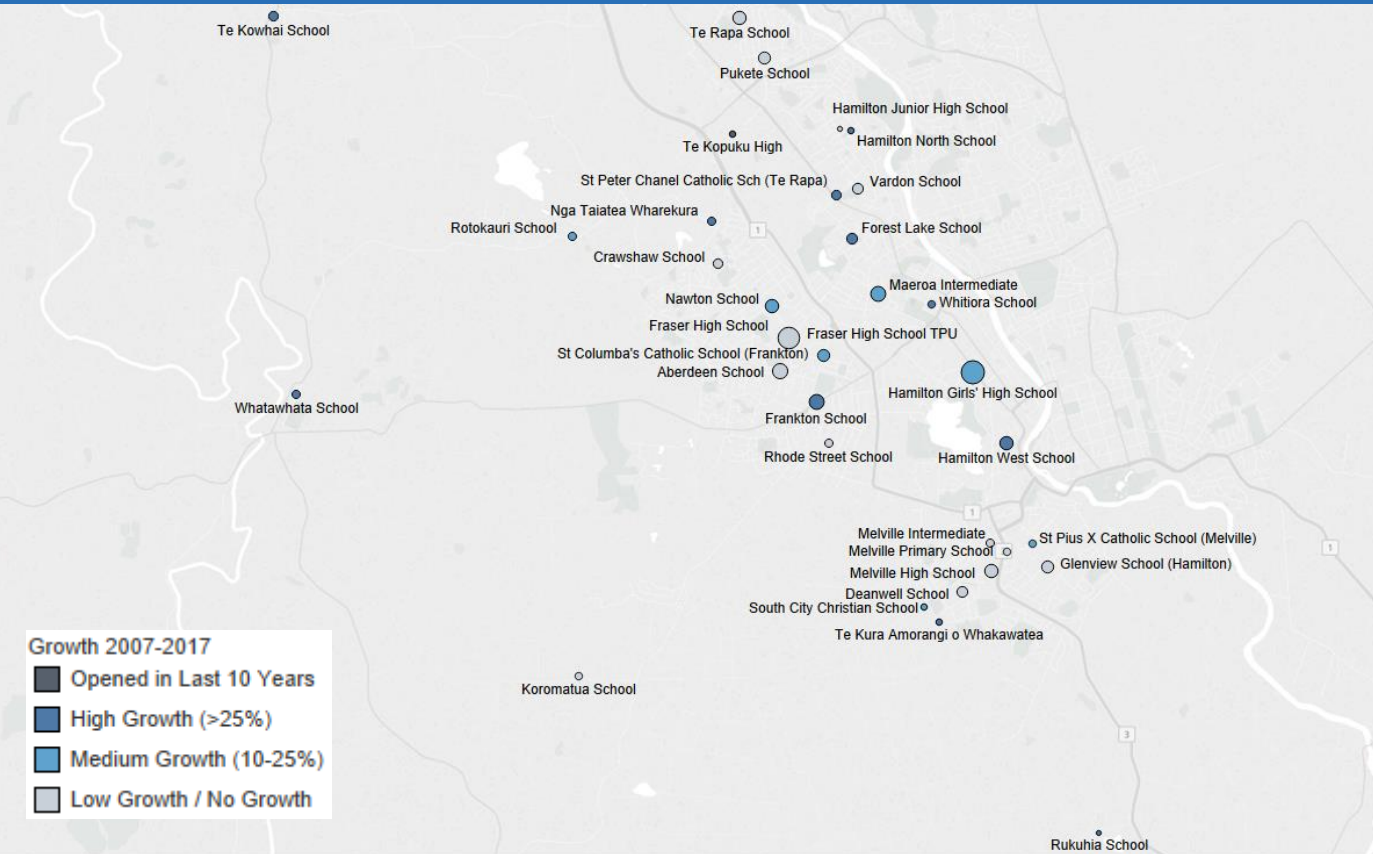 Te Kowhai School
Te Rapa School
Pukete School
Hamilton Junior High School
Te Kopuku High
Hamilton North School
St Peter Chanel Catholic Sch (Te Rapa)
Vardon School
Nga Taiatea Wharekura
Rotokauri School
1
Forest Lake School
Crawshaw School
Maeroa Intermediate
Nawton School
Whitiora School
Fraser High School
Fraser High School TPU
St Columba's Catholic School (Frankton)
Aberdeen School
Hamilton Girls' High School
Whatawhata School
Frankton School
Rhode Street School
Hamilton West School
1
Melville Intermediate
St Pius X Catholic School (Melville)
1
Melville Primary School
Glenview School (Hamilton)
Melville High School
Deanwell School
South City Christian School
Te Kura Amorangi o Whakawatea
Growth 2007-2017
Opened in Last 10 Years
High Growth (>25%)
Medium Growth (10-25%)
Low Growth / No Growth
Koromatua School
3
Rukuhia School